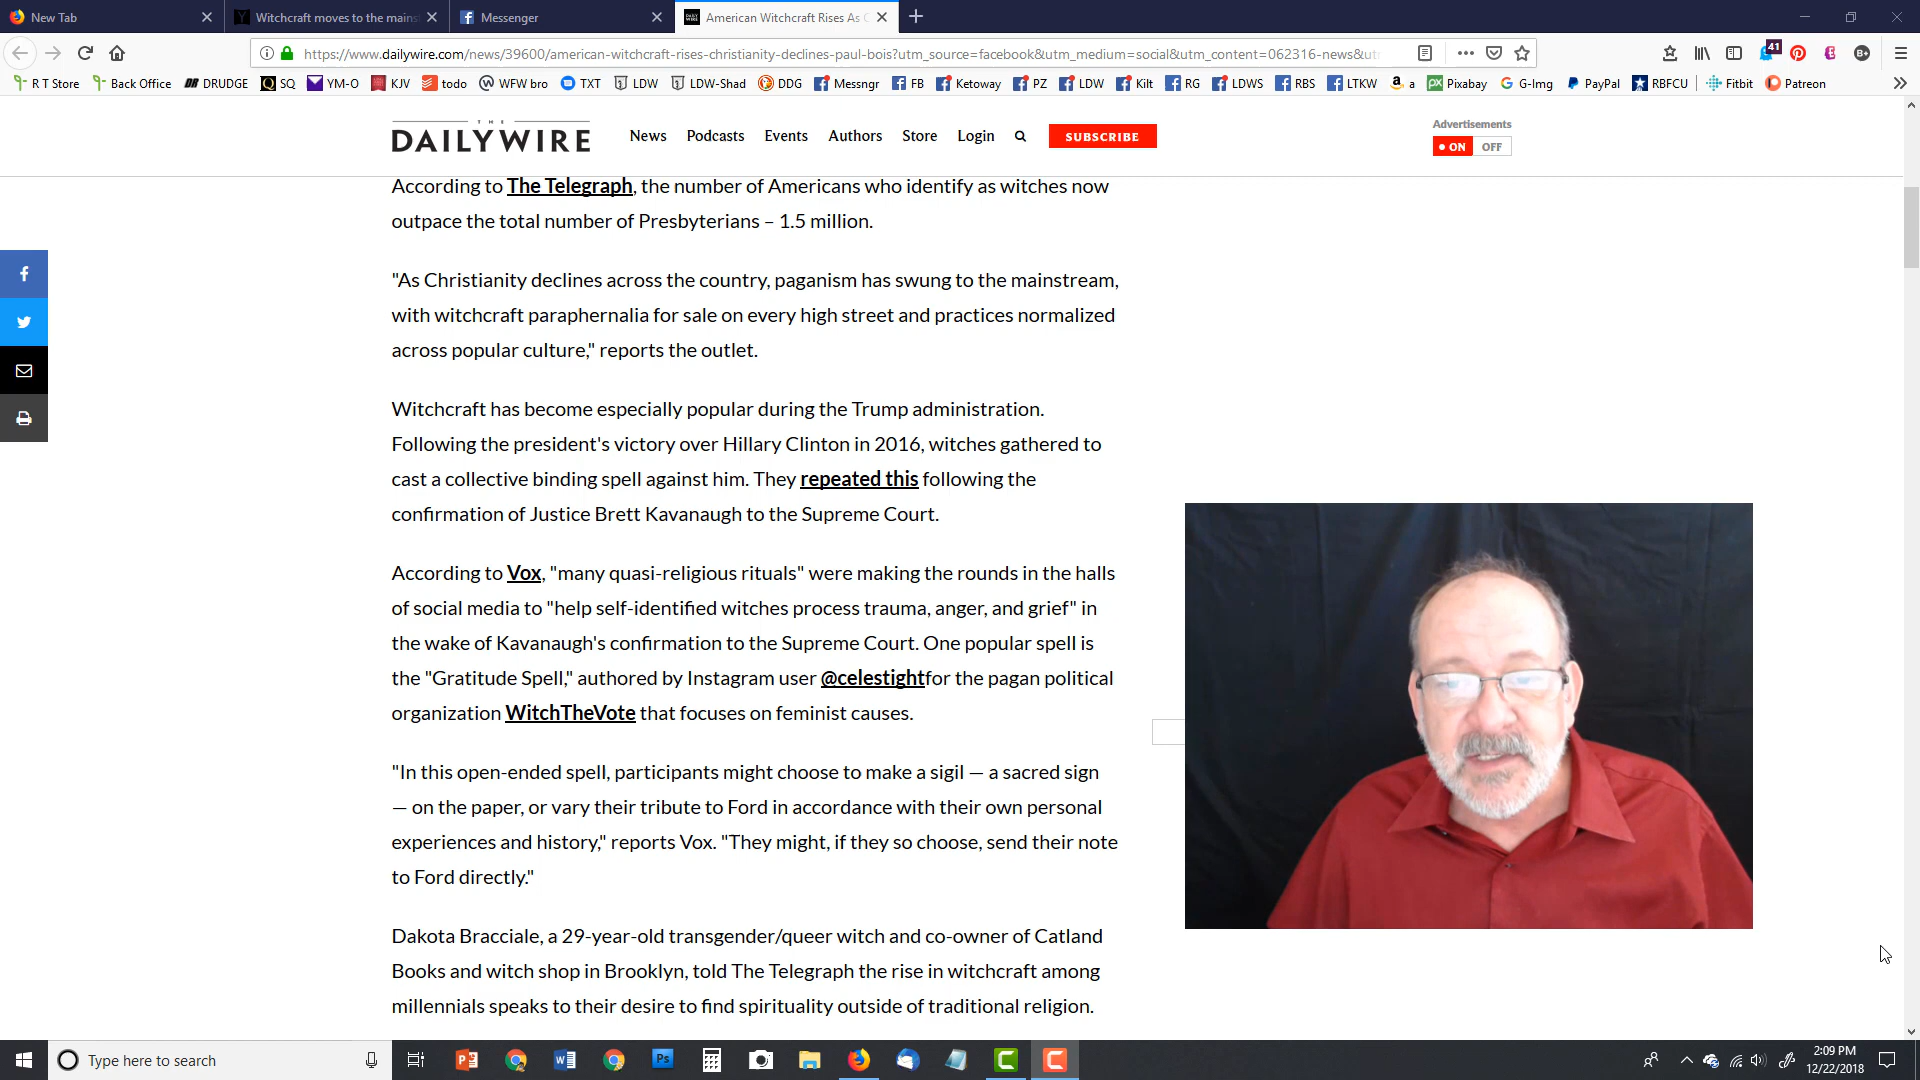 New Tab
Witchcraft moves to the mains
Messenger
American Witchcraft Rises As C
https://www.dailywire.com/news/39600/american-witchcraft-rises-christianity-declines-paul-bois?utm_source=facebook&utm_medium=social&utm_content=062316-news&ut
41
R T Store
Back Office
DRUDGE
SQ
YM-O
KJV
todo
WFW bro
TXT
LDW
LDW-Shad
DDG
Messngr
FB
Ketoway
PZ
LDW
Kilt
RG
LDWS
RBS
LTKW
a
Pixabay
G-Img
PayPal
RBFCU
Fitbit
Patreon
THE
DAILYWIRE
News
Podcasts
Events
Authors
Store
Login
SUBSCRIBE
Advertisements
ON OFF
According to The Telegraph, the number of Americans who identify as witches now
outpace the total number of Presbyterians – 1.5 million.
"As Christianity declines across the country, paganism has swung to the mainstream,
with witchcraft paraphernalia for sale on every high street and practices normalized
across popular culture," reports the outlet.
Witchcraft has become especially popular during the Trump administration.
Following the president's victory over Hillary Clinton in 2016, witches gathered to
cast a collective binding spell against him. They repeated this following the
confirmation of Justice Brett Kavanaugh to the Supreme Court.
According to Vox, "many quasi-religious rituals" were making the rounds in the halls
of social media to "help self-identified witches process trauma, anger, and grief" in
the wake of Kavanaugh's confirmation to the Supreme Court. One popular spell is
the "Gratitude Spell," authored by Instagram user @celestightfor the pagan political
organization WitchTheVote that focuses on feminist causes.
"In this open-ended spell, participants might choose to make a sigil — a sacred sign
— on the paper, or vary their tribute to Ford in accordance with their own personal
experiences and history," reports Vox. "They might, if they so choose, send their note
to Ford directly."
Dakota Bracciale, a 29-year-old transgender/queer witch and co-owner of Catland
Books and witch shop in Brooklyn, told The Telegraph the rise in witchcraft among
millennials speaks to their desire to find spirituality outside of traditional religion.
Type here to search
2:09 PM
12/22/2018